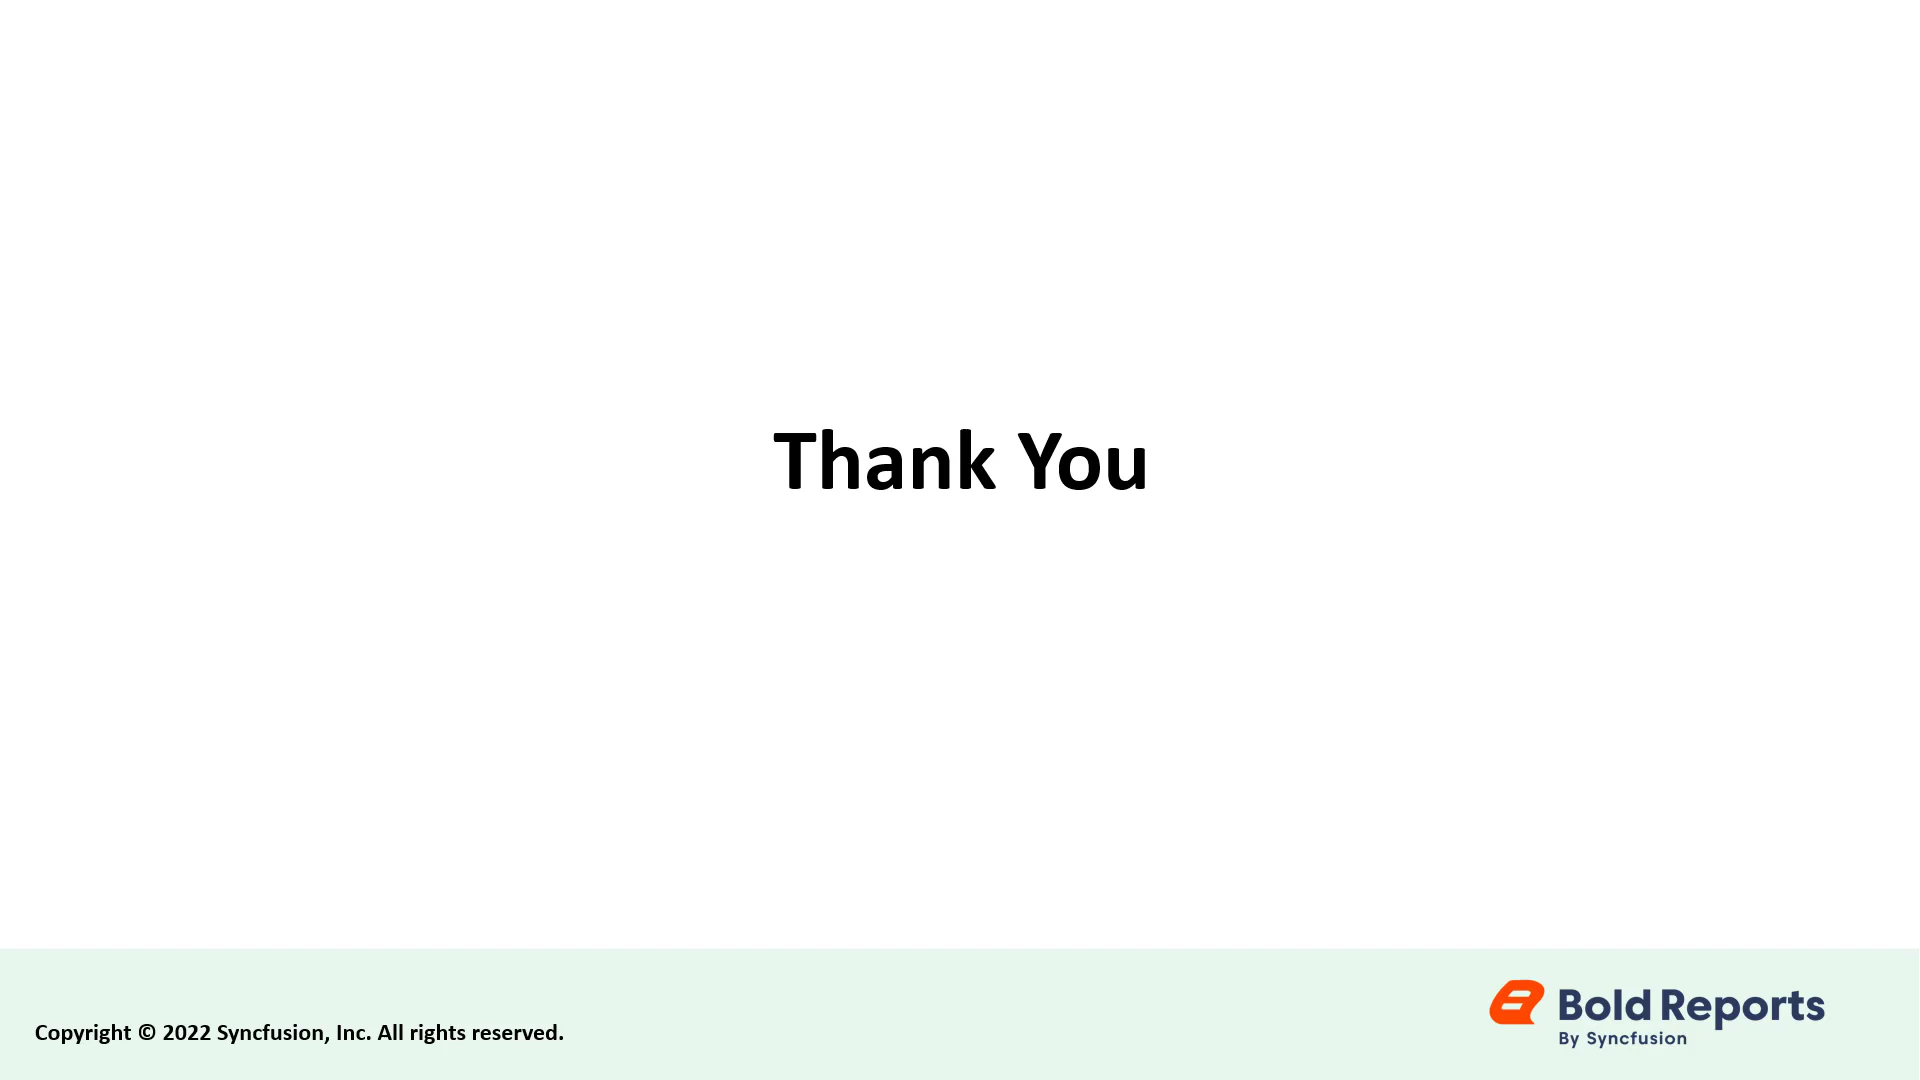 Thank You
Copyright © 2022 Syncfusion, Inc. All rights reserved.
Bold Reports
By Syncfusion